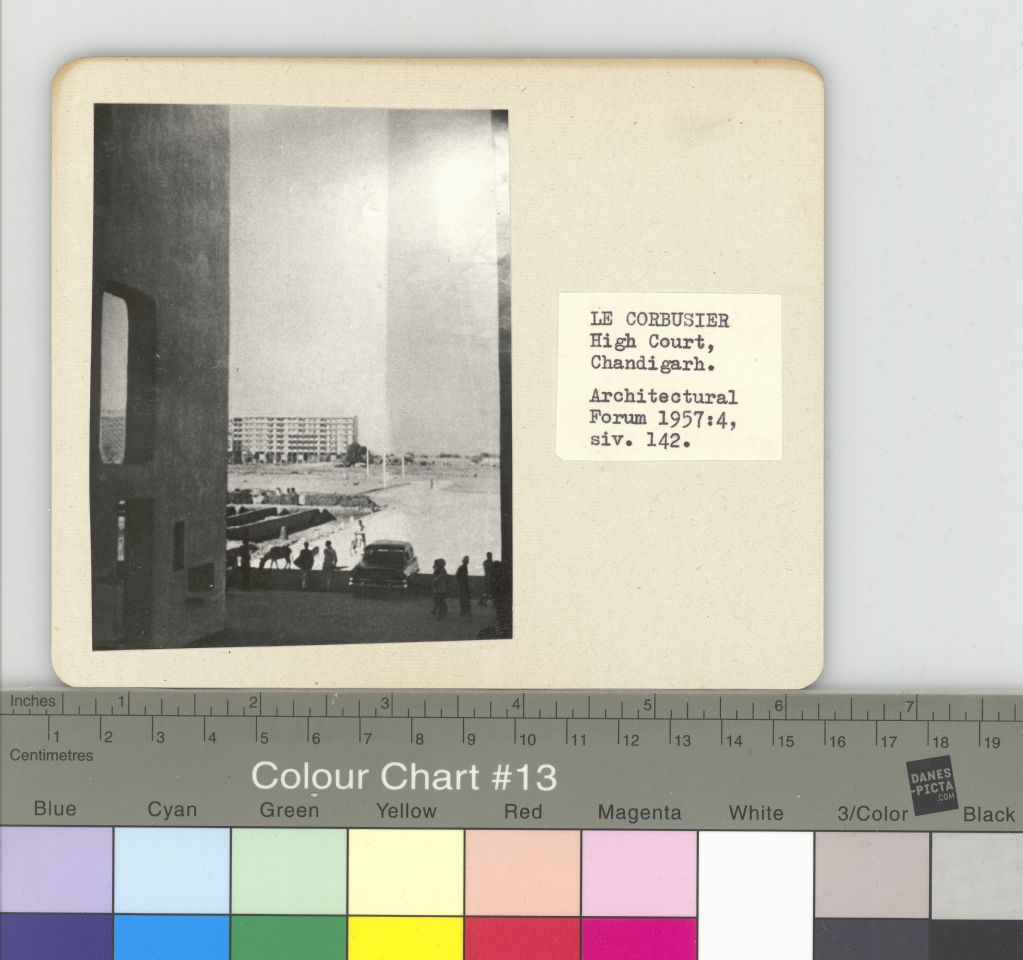 LE CORBUSIER
High Court,
Chandigarh.
Architectural
Forum 1957:4,
siv. 142.
Inches 1 2 3 4 5 6 7
1 2 3 4 5 6 7 8 9 10 11 12 13 14 15 16 17 18 19
Centimetres
Colour Chart #13
DANES
-PICTA
.COM
Blue Cyan Green Yellow Red Magenta White 3/Color Black